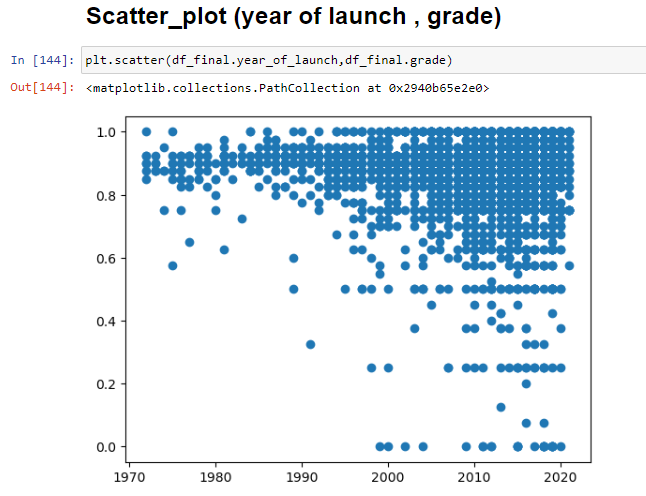 Scatter_plot (year of launch , grade)
In [144]: plt.scatter(df_final.year_of_launch,df_final.grade)
Out[144]: <matplotlib.collections.PathCollection at 0x2940b65e2e0>
1.0
0.8
0.6
0.4
0.2
0.0
1970 1980 1990 2000 2010 2020